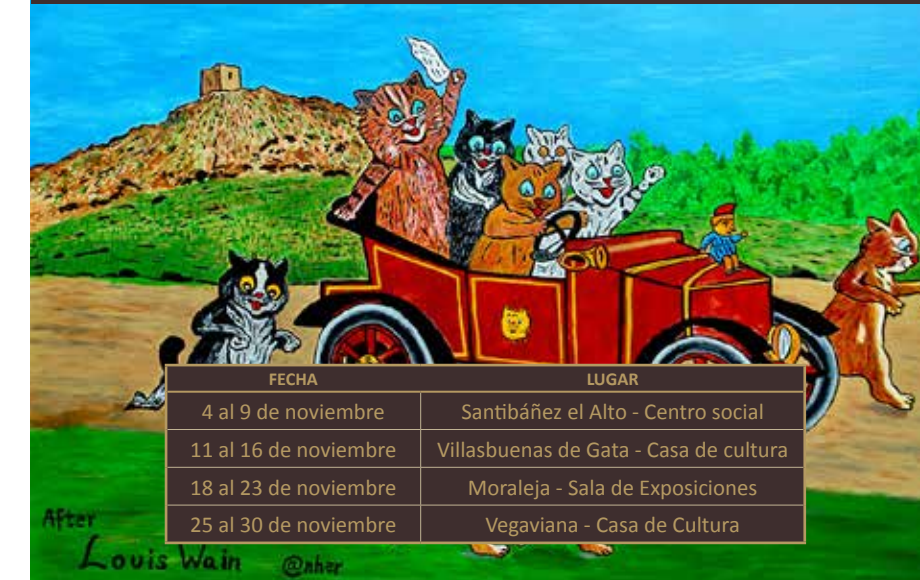 FECHA LUGAR
4 al 9 de noviembre Santibáñez el Alto - Centro social
11 al 16 de noviembre Villasbuenas de Gata - Casa de cultura
18 al 23 de noviembre Moraleja - Sala de Exposiciones
25 al 30 de noviembre Vegaviana - Casa de Cultura
After
Louis Wain @nher